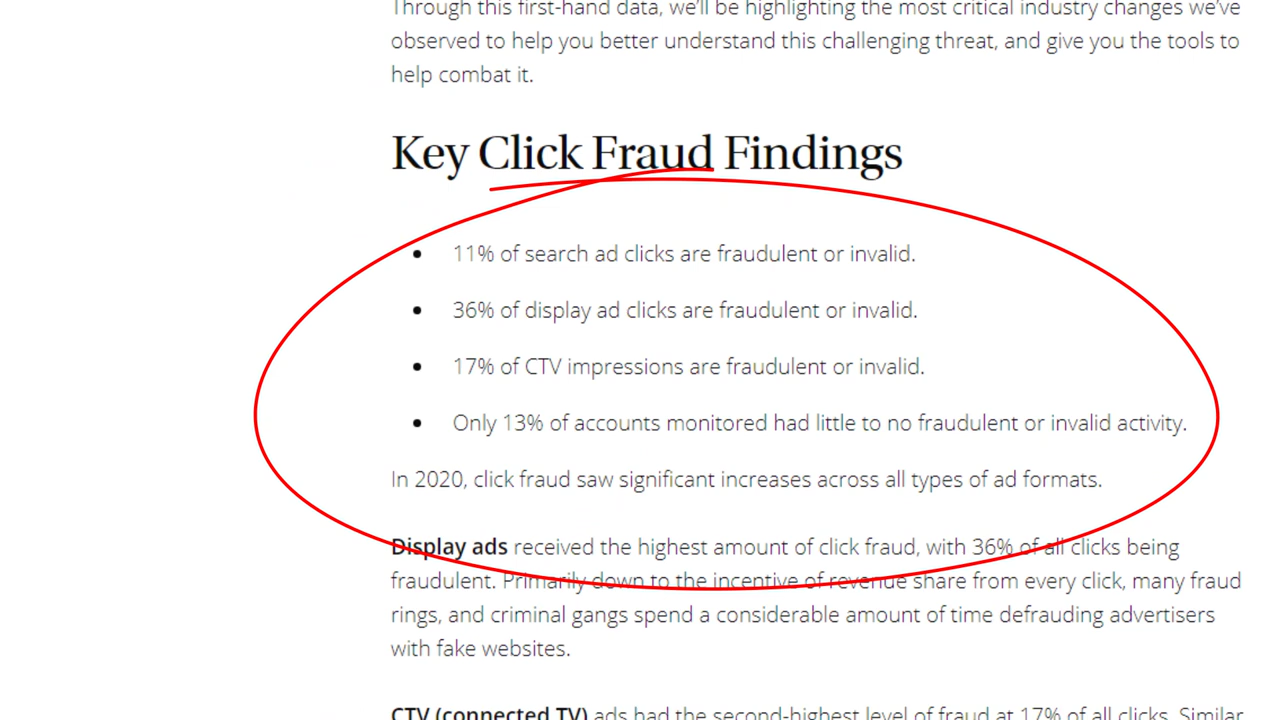 Through this first-hand data, we'll be highlighting the most critical industry changes we've
observed to help you better understand this challenging threat, and give you the tools to
help combat it.
Key Click Fraud Findings
• 11% of search ad clicks are fraudulent or invalid.
• 36% of display ad clicks are fraudulent or invalid.
• 17% of CTV impressions are fraudulent or invalid.
• Only 13% of accounts monitored had little to no fraudulent or invalid activity.
In 2020, click fraud saw significant increases across all types of ad formats.
Display ads received the highest amount of click fraud, with 36% of all clicks being
fraudulent. Primarily down to the incentive of revenue share from every click, many fraud
rings, and criminal gangs spend a considerable amount of time defrauding advertisers
with fake websites.
CTV (connected TV) ads had the second-highest level of fraud at 17% of all clicks. Similar